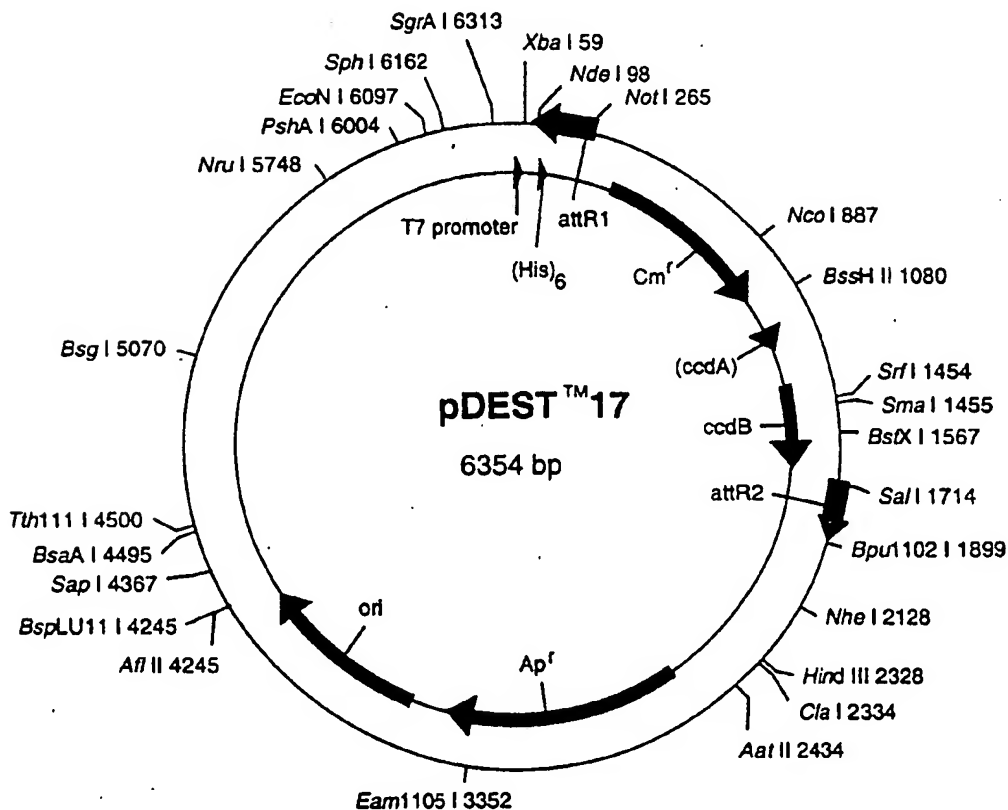 SgrA I 6313
Xba I 59
Sph I 6162
Nde I 98
EcoN I 6097
Not I 265
PshA I 6004
Nru I 5748
T7 promoter
attR1
(His)6
Cmr
Nco I 887
BssH II 1080
Bsg I 5070
(ccdA)
pDEST™17
6354 bp
Srf I 1454
Sma I 1455
ccdB
BstX I 1567
attR2
Sal I 1714
Tth111 I 4500
BsaA I 4495
Bpu1102 I 1899
Sap I 4367
BspLU11 I 4245
ori
Nhe I 2128
Afl II 4245
Apr
Hind III 2328
Cla I 2334
Aat II 2434
Eam1105 I 3352